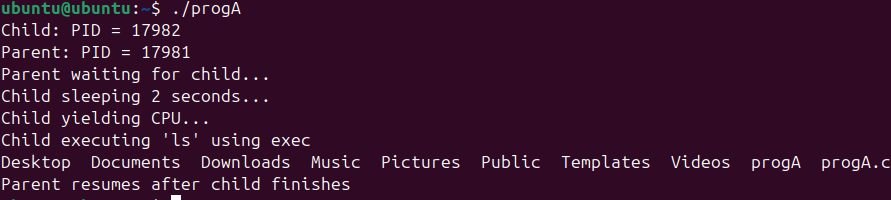 ubuntu@ubuntu:~$ ./progA
Child: PID = 17982
Parent: PID = 17981
Parent waiting for child...
Child sleeping 2 seconds...
Child yielding CPU...
Child executing 'ls' using exec
Desktop  Documents  Downloads  Music  Pictures  Public  Templates  Videos  progA  progA.c
Parent resumes after child finishes